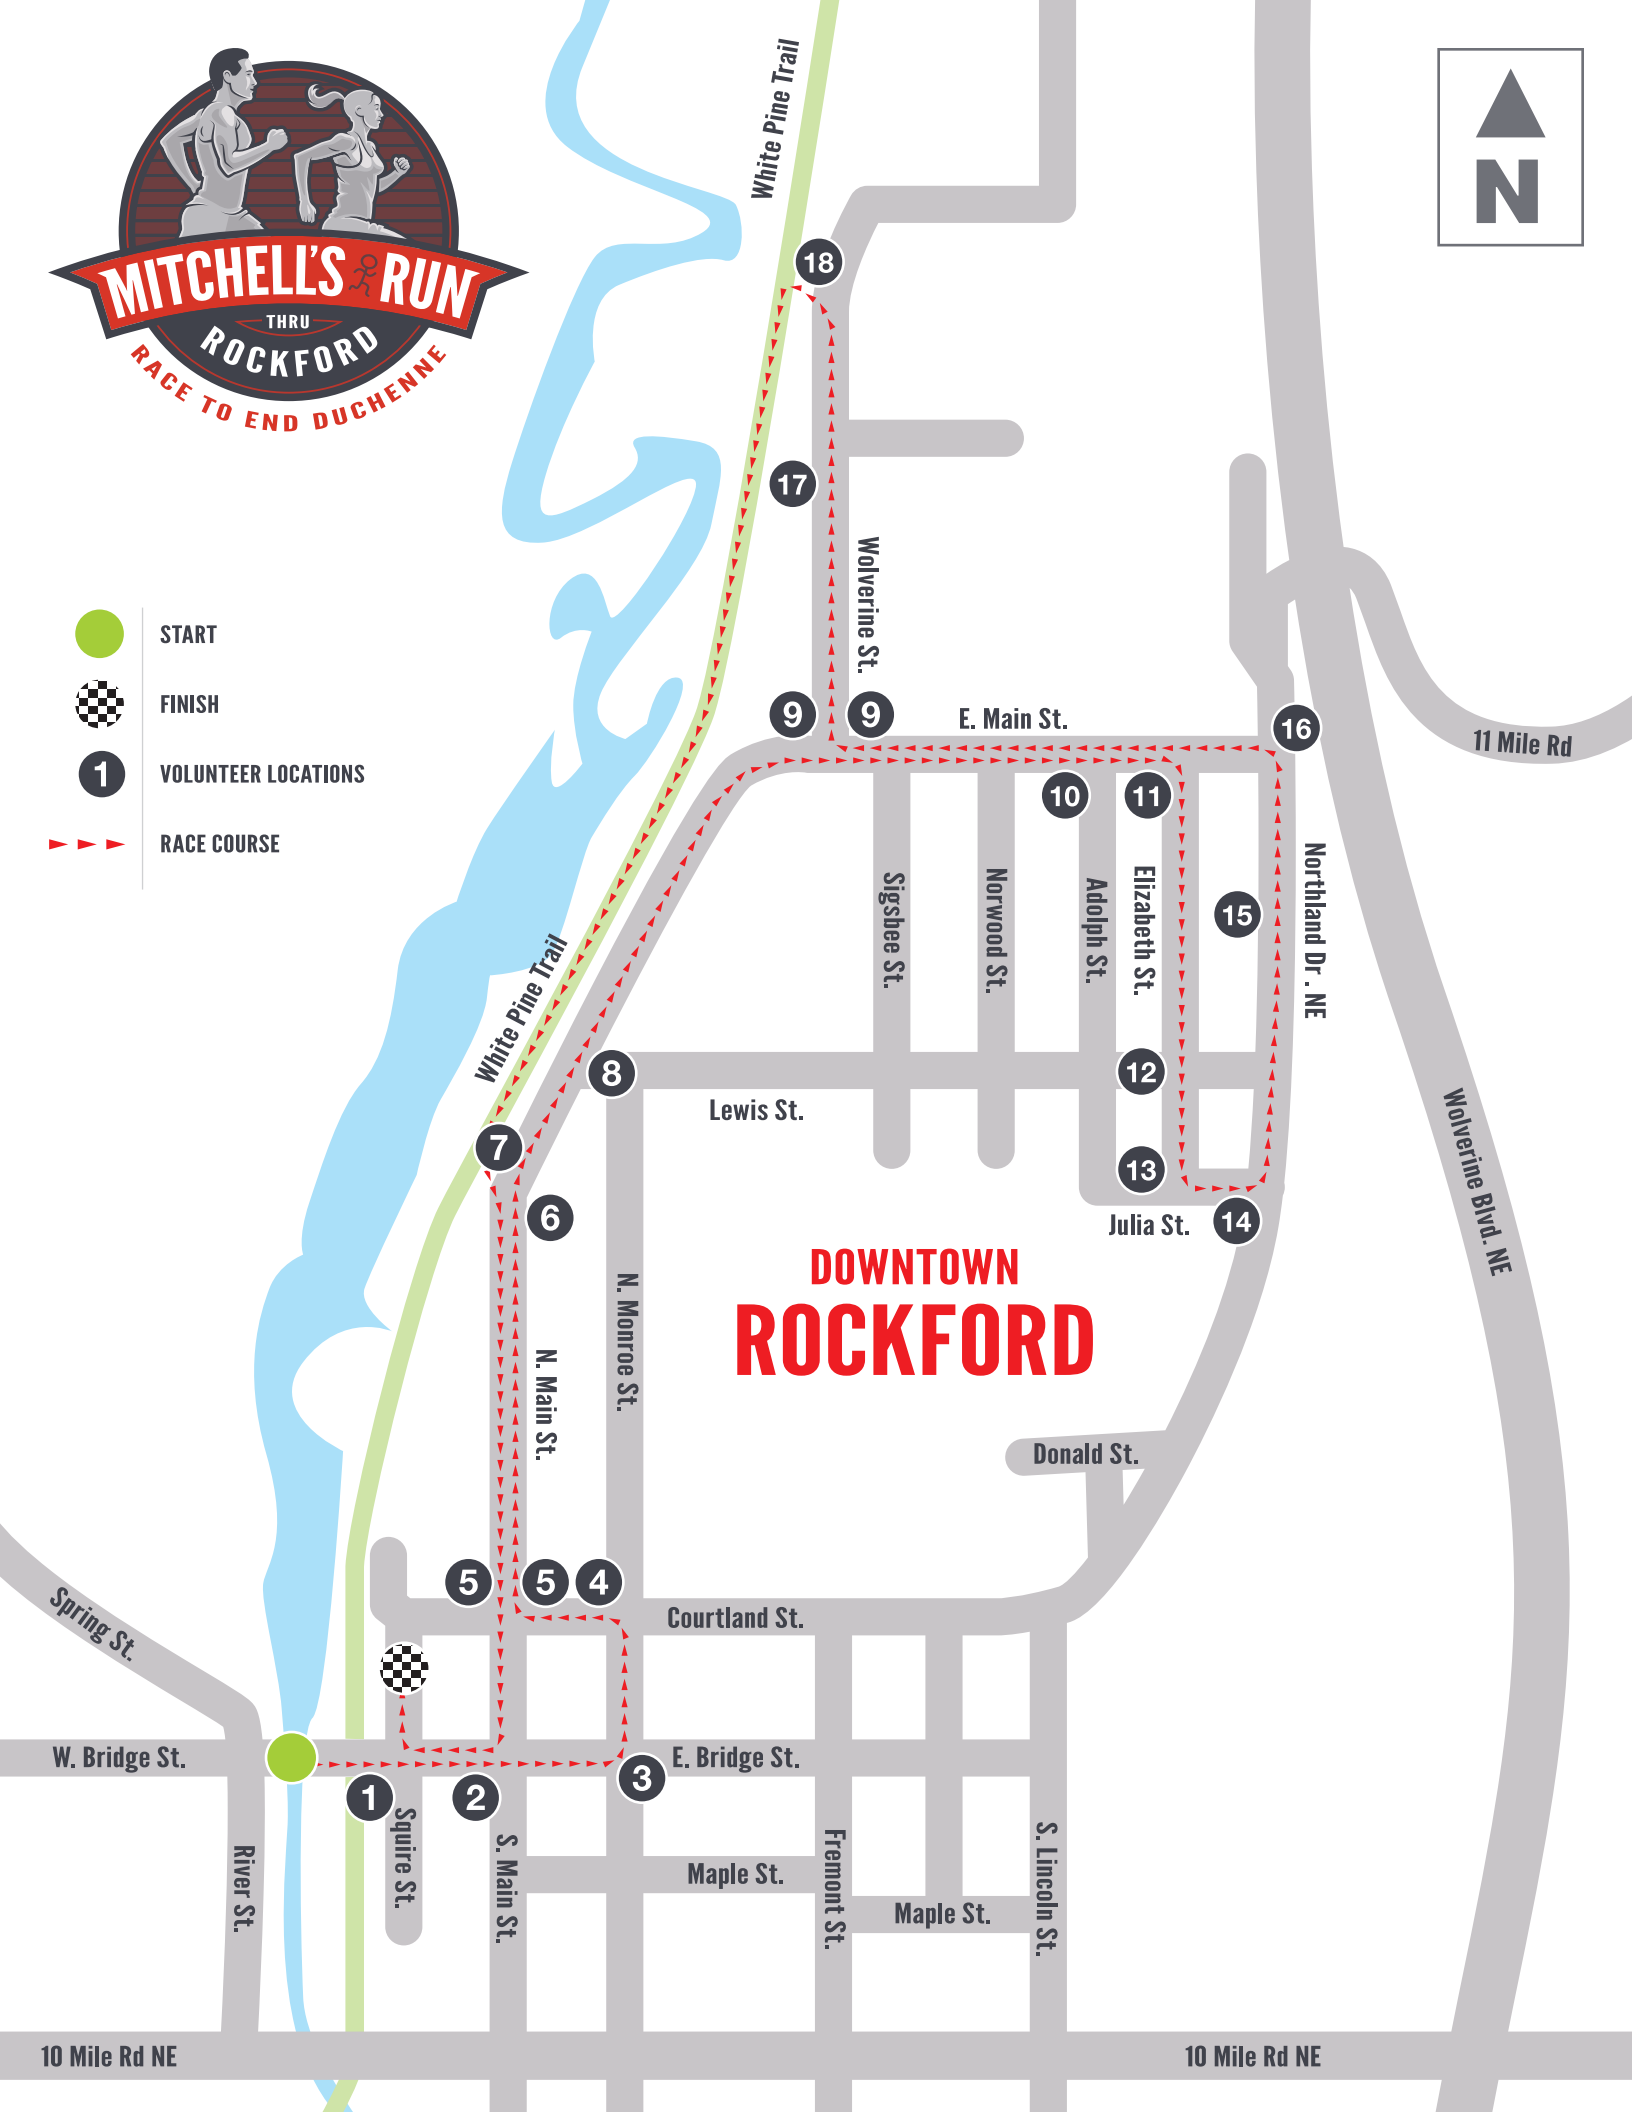 MITCHELL'S RUN
THRU
ROCKFORD
RACE TO END DUCHENNE
N
START
FINISH
1 VOLUNTEER LOCATIONS
RACE COURSE
White Pine Trail
18
17
Wolverine St.
9
9
E. Main St.
16
11 Mile Rd
10
11
Sigsbee St.
Norwood St.
Adolph St.
Elizabeth St.
15
Northland Dr . NE
White Pine Trail
8
12
Lewis St.
7
13
6
Julia St.
14
Wolverine Blvd. NE
DOWNTOWN
ROCKFORD
N. Monroe St.
N. Main St.
Donald St.
5
5
4
Courtland St.
Spring St.
W. Bridge St.
E. Bridge St.
1
2
3
Squire St.
S. Main St.
River St.
Maple St.
Fremont St.
Maple St.
S. Lincoln St.
10 Mile Rd NE
10 Mile Rd NE